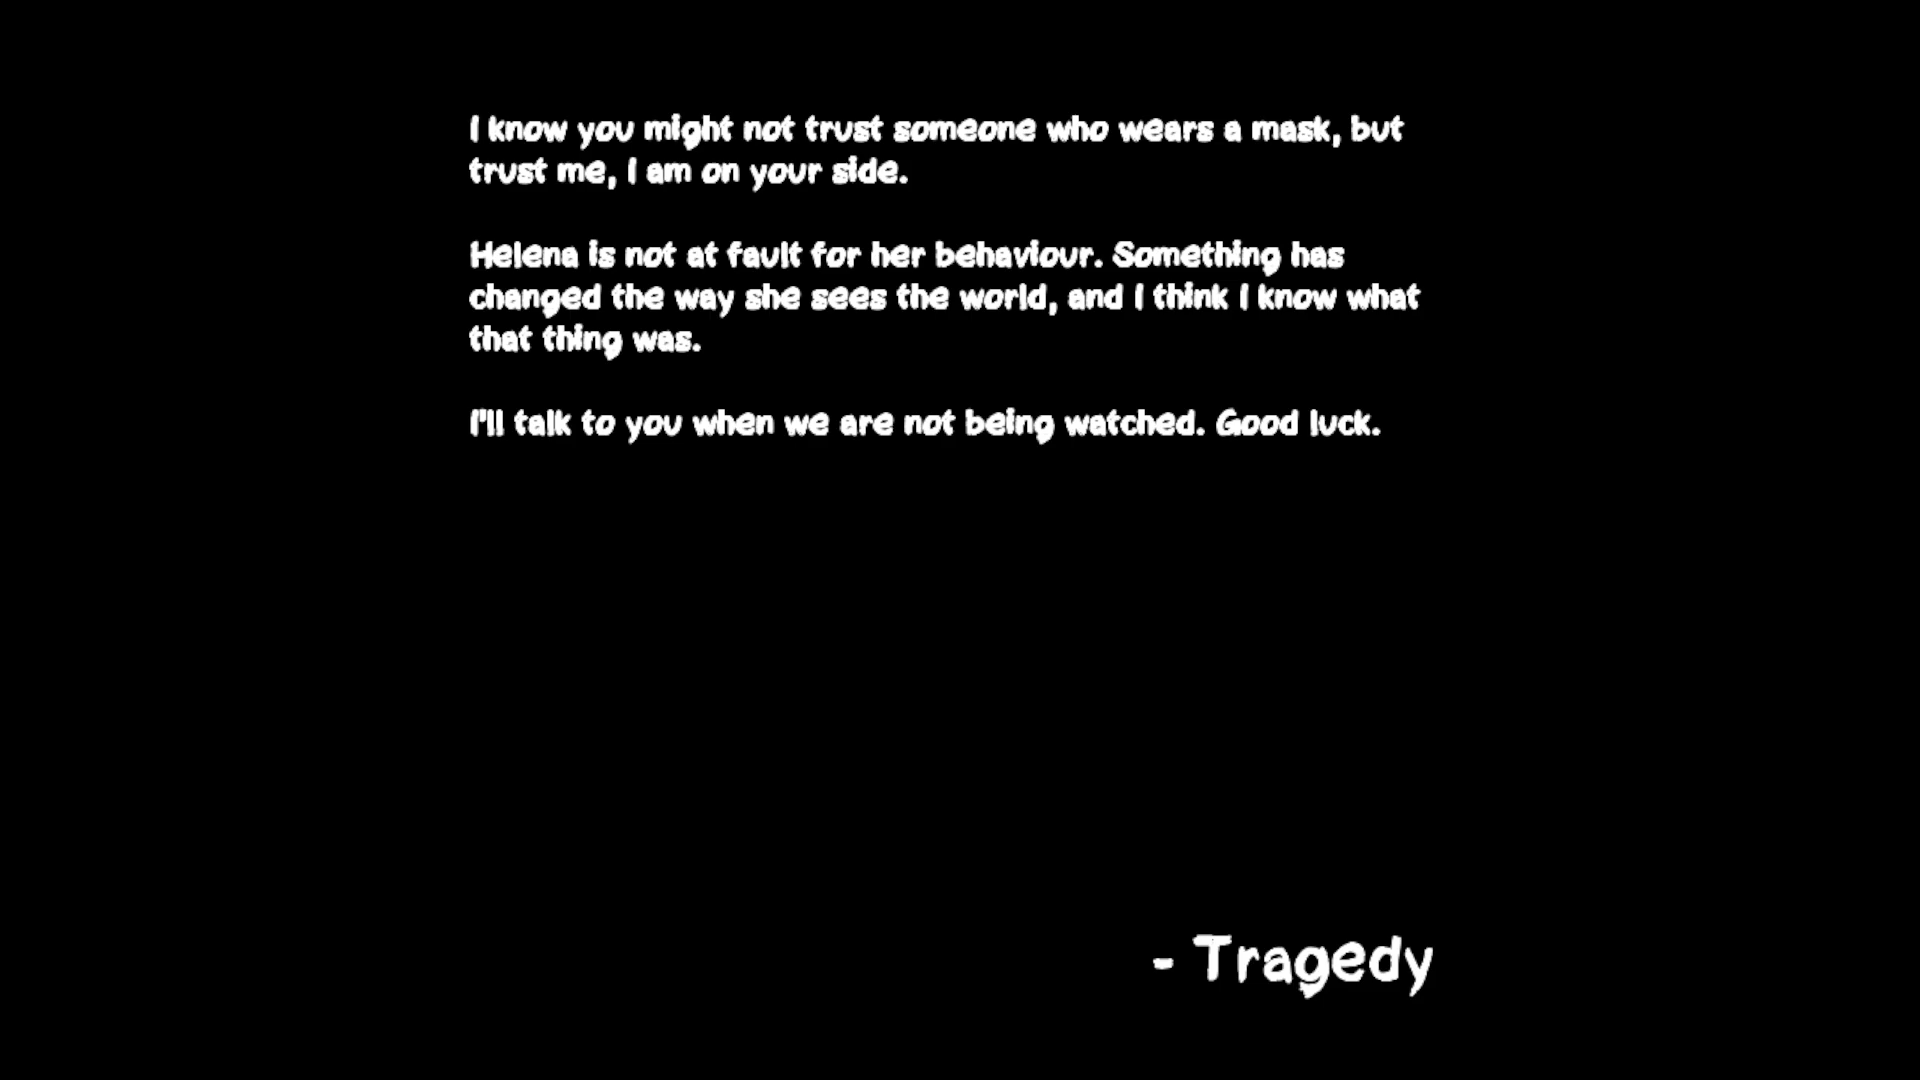 I know you might not trust someone who wears a mask, but
trust me, I am on your side.
Helena is not at fault for her behaviour. Something has
changed the way she sees the world, and I think I know what
that thing was.
I'll talk to you when we are not being watched. Good luck.
- Tragedy